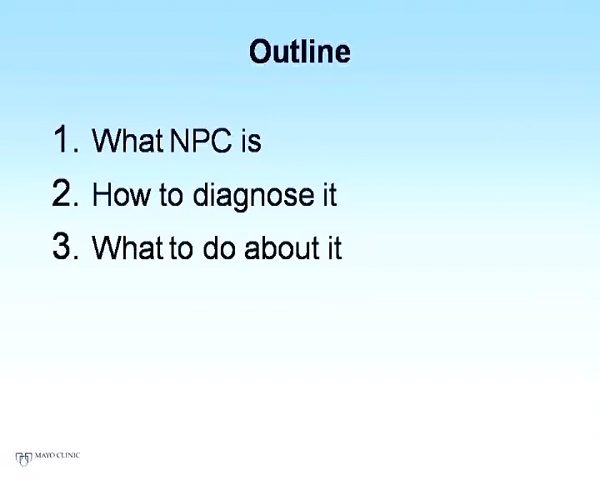 Outline
1. What NPC is
2. How to diagnose it
3. What to do about it
MAYO CLINIC